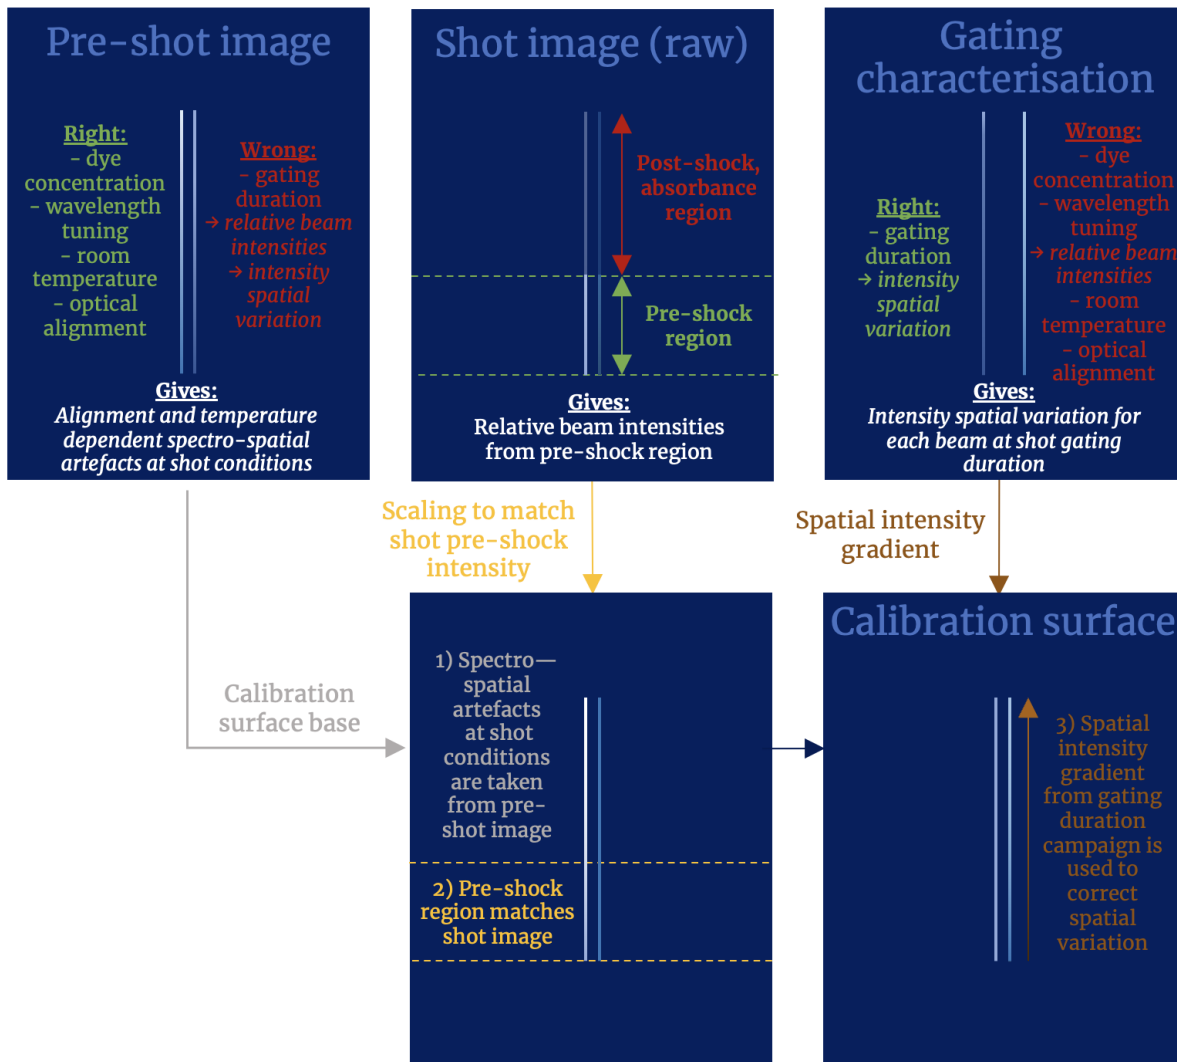 Pre-shot image
Right:
- dye
concentration
- wavelength
tuning
- room
temperature
- optical
alignment
Wrong:
- gating
duration
→ relative beam
intensities
→ intensity
spatial
variation
Gives:
Alignment and temperature
dependent spectro-spatial
artefacts at shot conditions
Shot image (raw)
Post-shock,
absorbance
region
Pre-shock
region
Gives:
Relative beam intensities
from pre-shock region
Gating
characterisation
Right:
- gating
duration
→ intensity
spatial
variation
Wrong:
- dye
concentration
- wavelength
tuning
→ relative beam
intensities
- room
temperature
- optical
alignment
Gives:
Intensity spatial variation for
each beam at shot gating
duration
Scaling to match
shot pre-shock
intensity
Spatial intensity
gradient
Calibration
surface base
1) Spectro—
spatial
artefacts
at shot
conditions
are taken
from pre-
shot image
2) Pre-shock
region matches
shot image
Calibration surface
3) Spatial
intensity
gradient
from gating
duration
campaign is
used to
correct
spatial
variation